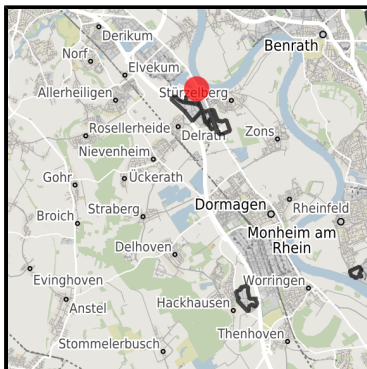 Derikum
Benrath
Norf
Elvekum
Allerheiligen
Stürzelberg
Rosellerheide
Delrath
Zons
Nievenheim
Gohr
Ückerath
Straberg
Dormagen
Rheinfeld
Broich
Monheim am
Rhein
Delhoven
Evinghoven
Worringen
Anstel
Hackhausen
Thenhoven
Stommelerbusch